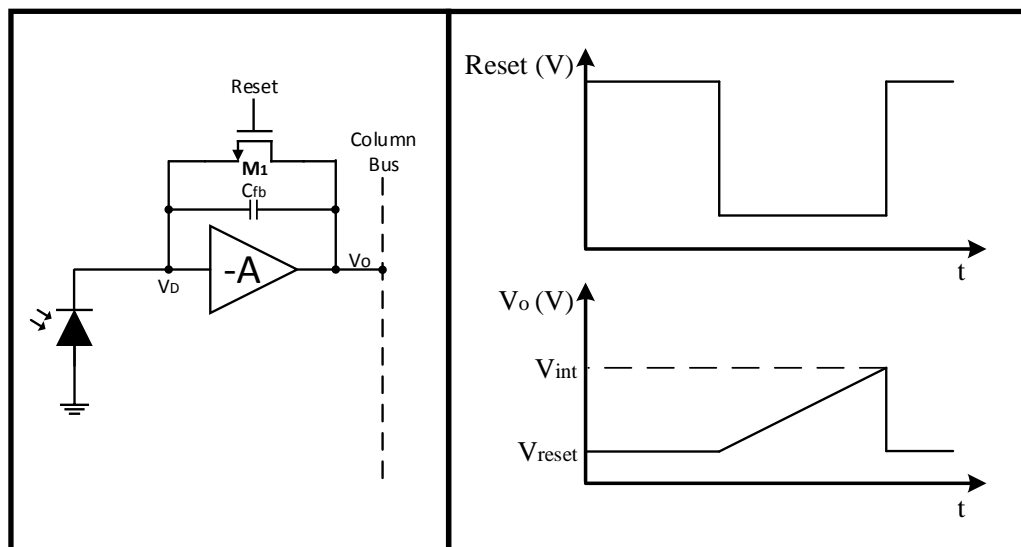 Reset
Column
Bus
M1
Cfb
-A
VD
Vo
Reset (V)
t
Vo (V)
Vint
Vreset
t